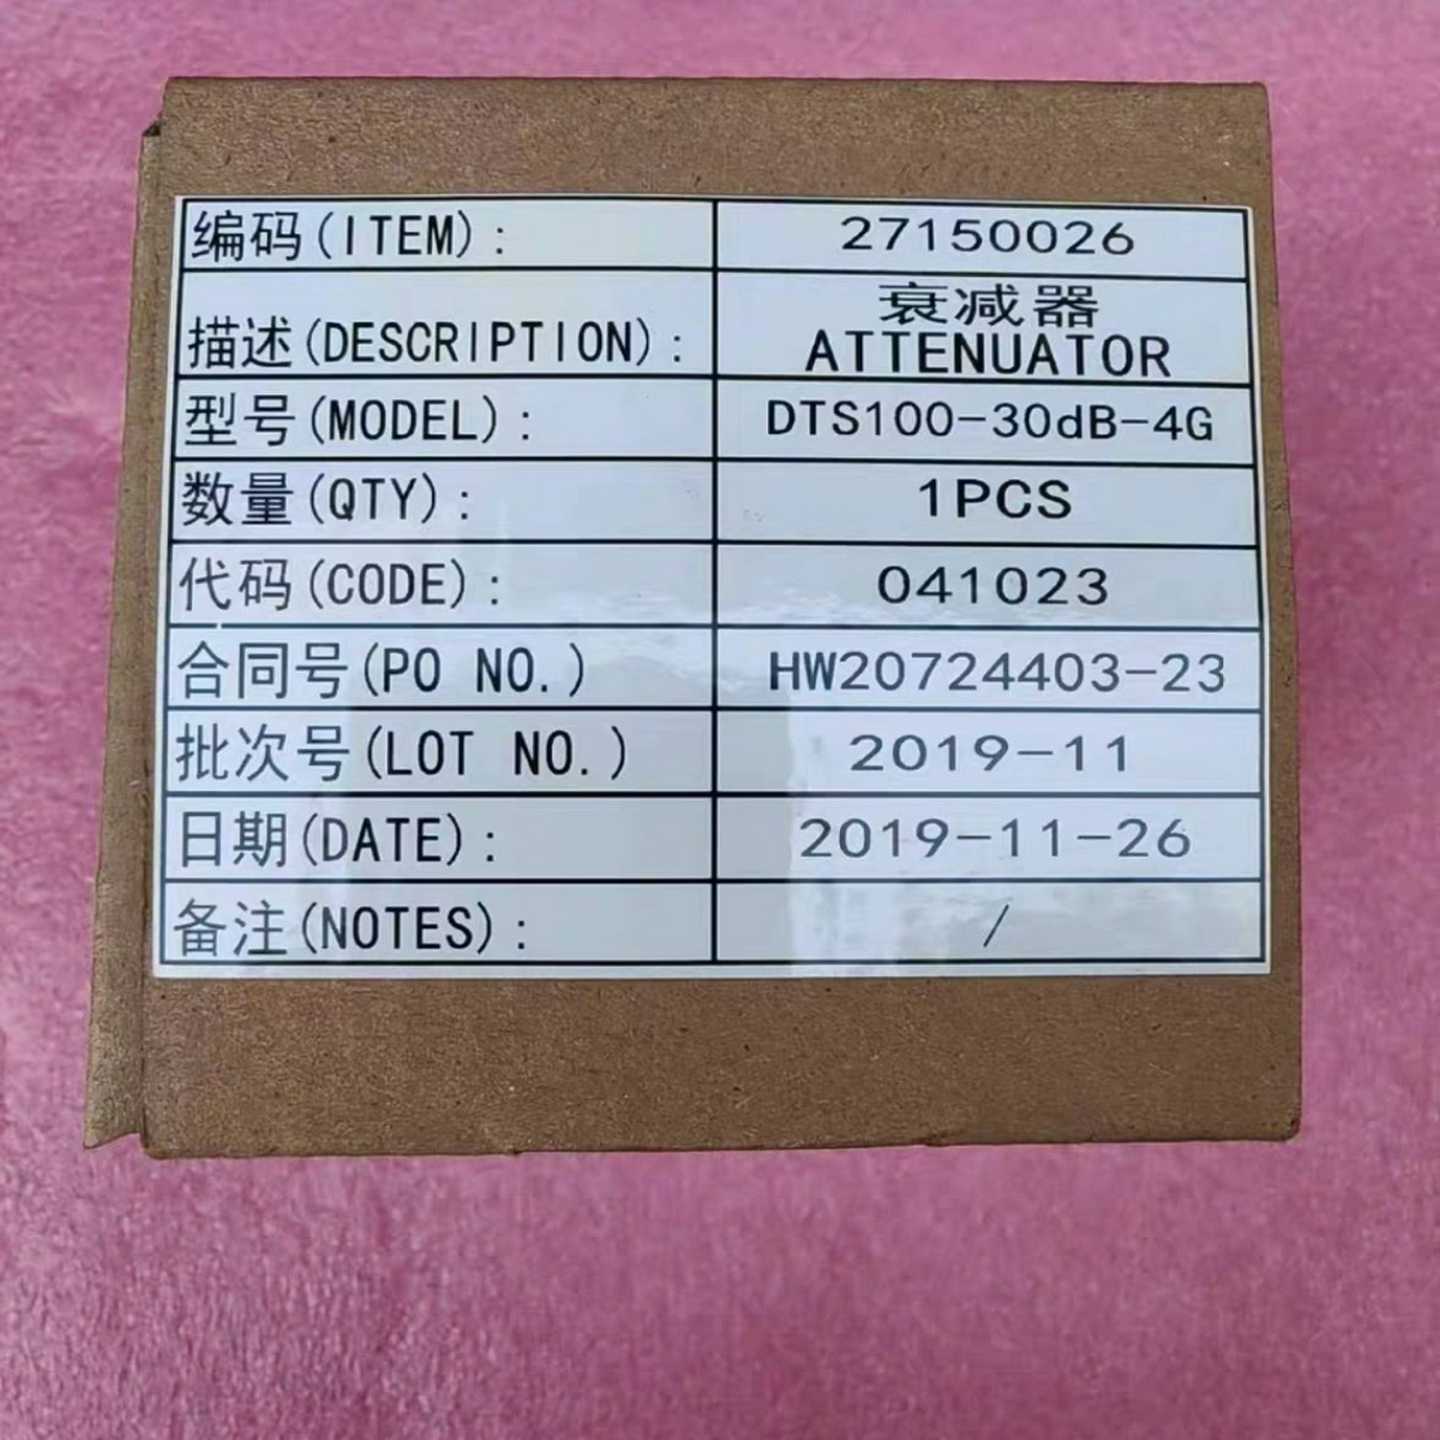 编码(ITEM): 27150026
衰减器
描述(DESCRIPTION): ATTENUATOR
型号(MODEL): DTS100-30dB-4G
数量(QTY): 1PCS
代码(CODE): 041023
合同号(PO NO.) HW20724403-23
批次号(LOT NO.) 2019-11
日期(DATE): 2019-11-26
备注(NOTES): /